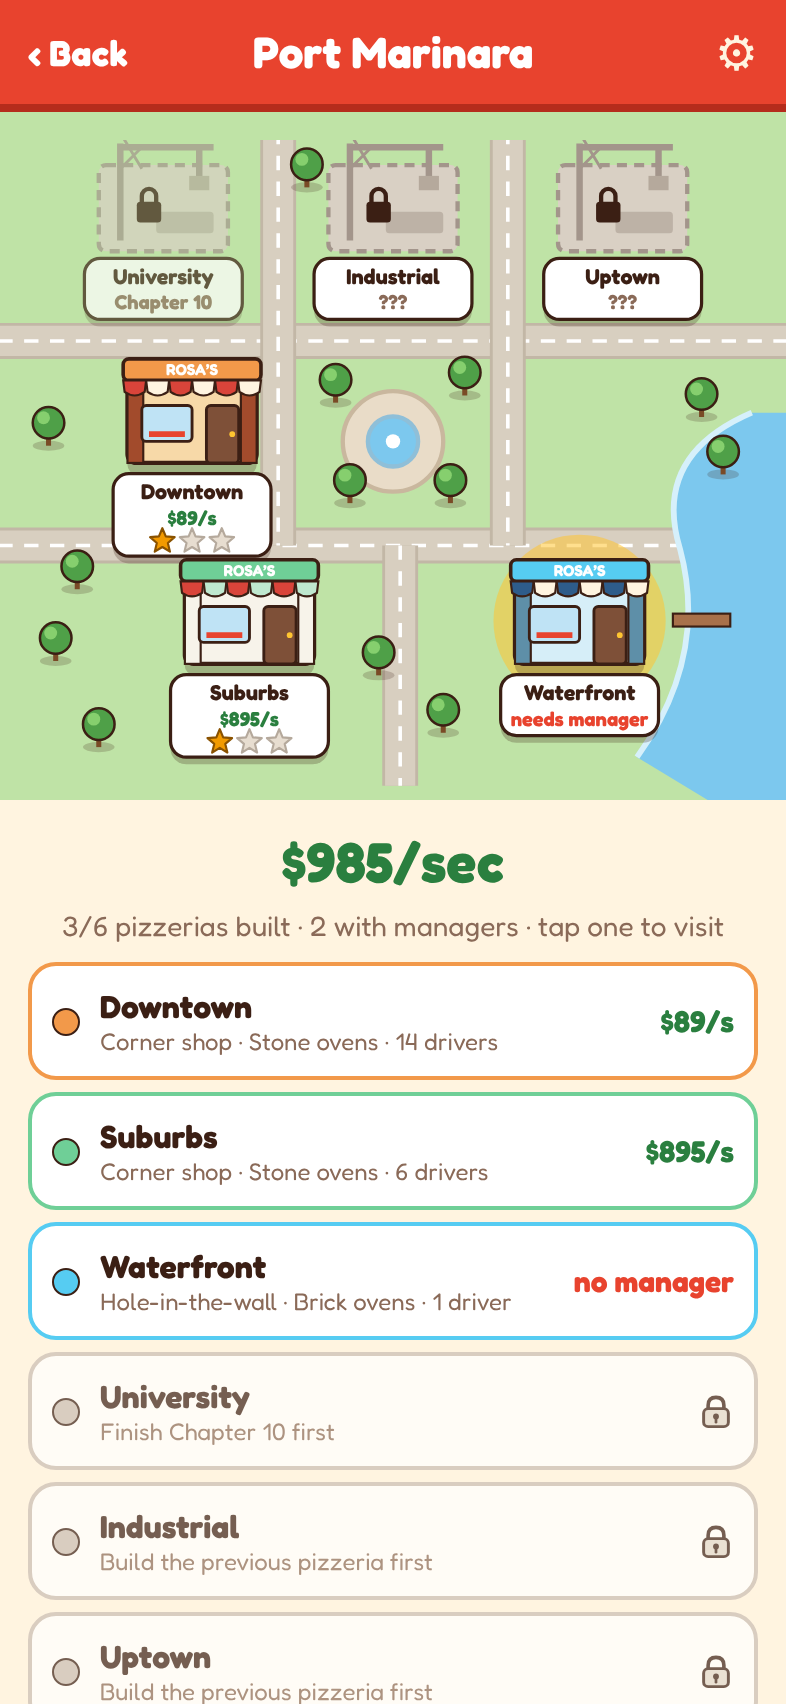 ‹ Back
Port Marinara
University
Chapter 10
Industrial
???
Uptown
???
ROSA'S
Downtown
$89/s
ROSA'S
Suburbs
$895/s
ROSA'S
Waterfront
needs manager
$985/sec
3/6 pizzerias built · 2 with managers · tap one to visit
Downtown
Corner shop · Stone ovens · 14 drivers
$89/s
Suburbs
Corner shop · Stone ovens · 6 drivers
$895/s
Waterfront
Hole-in-the-wall · Brick ovens · 1 driver
no manager
University
Finish Chapter 10 first
Industrial
Build the previous pizzeria first
Uptown
Build the previous pizzeria first